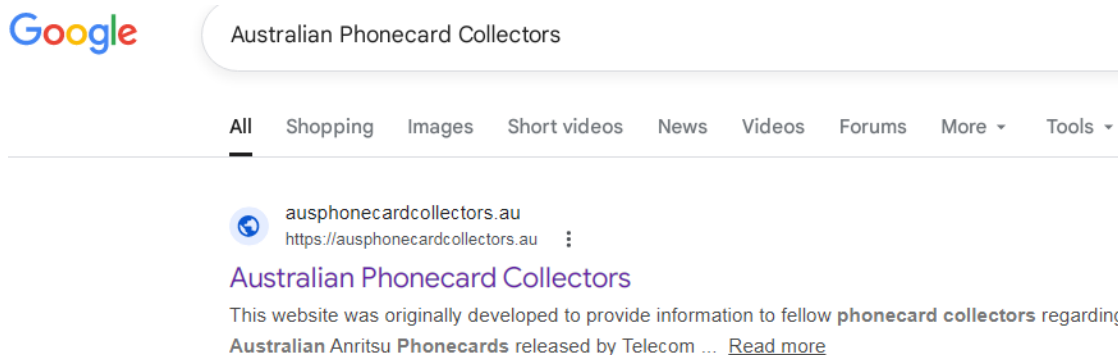 Google
Australian Phonecard Collectors
All Shopping Images Short videos News Videos Forums More Tools
ausphonecardcollectors.au
https://ausphonecardcollectors.au
Australian Phonecard Collectors
This website was originally developed to provide information to fellow phonecard collectors regarding
Australian Anritsu Phonecards released by Telecom ... Read more